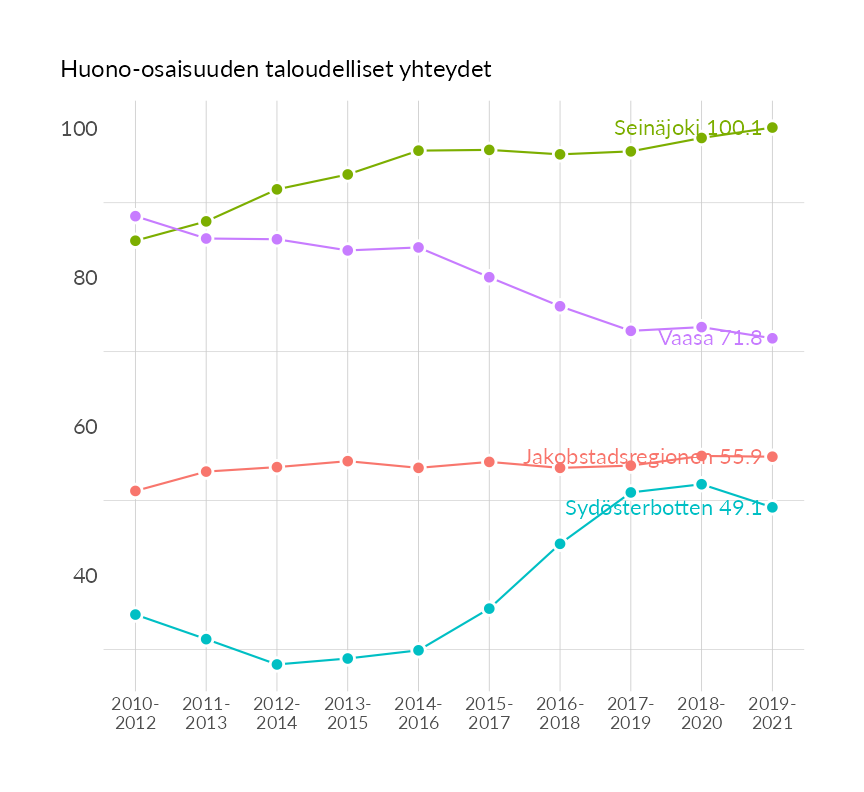 Huono-osaisuuden taloudelliset yhteydet
100
Seinäjoki 100.1
80
Vaasa 71.8
60
Jakobstadsregionen 55.9
Sydösterbotten 49.1
40
2010- 2011- 2012- 2013- 2014- 2015- 2016- 2017- 2018- 2019-
2012 2013 2014 2015 2016 2017 2018 2019 2020 2021